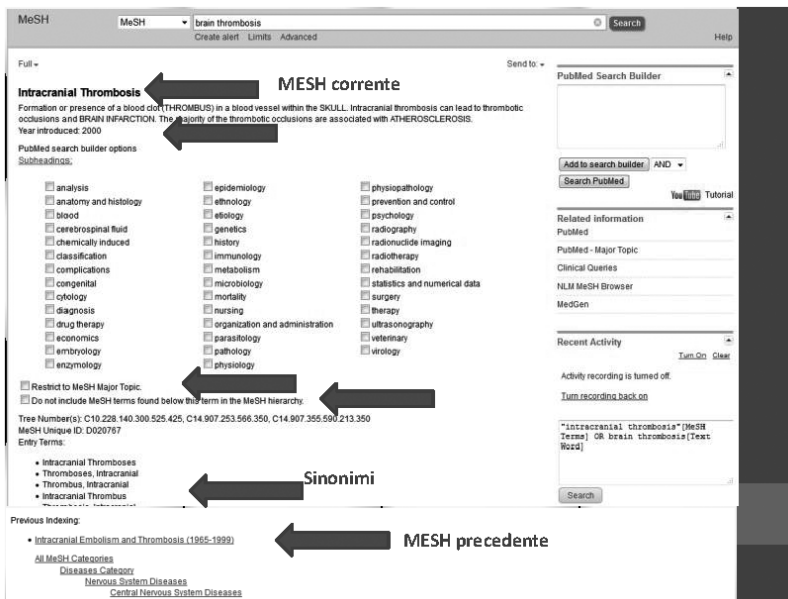 MeSH
MeSH
brain thrombosis
Search
Create alert Limits Advanced
Help
Full
Send to:
Intracranial Thrombosis
MESH corrente
Formation or presence of a blood clot (THROMBUS) in a blood vessel within the SKULL. Intracranial thrombosis can lead to thrombotic
occlusions and BRAIN INFARCTION. The majority of the thrombotic occlusions are associated with ATHEROSCLEROSIS.
Year introduced: 2000
PubMed search builder options
Subheadings:
analysis
anatomy and histology
blood
cerebrospinal fluid
chemically induced
classification
complications
congenital
cytology
diagnosis
drug therapy
economics
embryology
enzymology
epidemiology
ethnology
etiology
genetics
history
immunology
metabolism
microbiology
mortality
nursing
organization and administration
parasitology
pathology
physiology
physiopathology
prevention and control
psychology
radiography
radionuclide imaging
radiotherapy
rehabilitation
statistics and numerical data
surgery
therapy
ultrasonography
veterinary
virology
Restrict to MeSH Major Topic.
Do not include MeSH terms found below this term in the MeSH hierarchy.
Tree Number(s): C10.228.140.300.525.425, C14.907.253.566.350, C14.907.355.590.213.350
MeSH Unique ID: D020767
Entry Terms:
Intracranial Thromboses
Thromboses, Intracranial
Thrombus, Intracranial
Intracranial Thrombus
Thrombosis, Intracranial
Sinonimi
Previous Indexing:
Intracranial Embolism and Thrombosis (1965-1999)
MESH precedente
All MeSH Categories
Diseases Category
Nervous System Diseases
Central Nervous System Diseases
PubMed Search Builder
Add to search builder AND
Search PubMed
YouTube Tutorial
Related information
PubMed
PubMed - Major Topic
Clinical Queries
NLM MeSH Browser
MedGen
Recent Activity
Turn On Clear
Activity recording is turned off.
Turn recording back on
"intracranial thrombosis"[MeSH
Terms] OR brain thrombosis[Text
Word]
Search